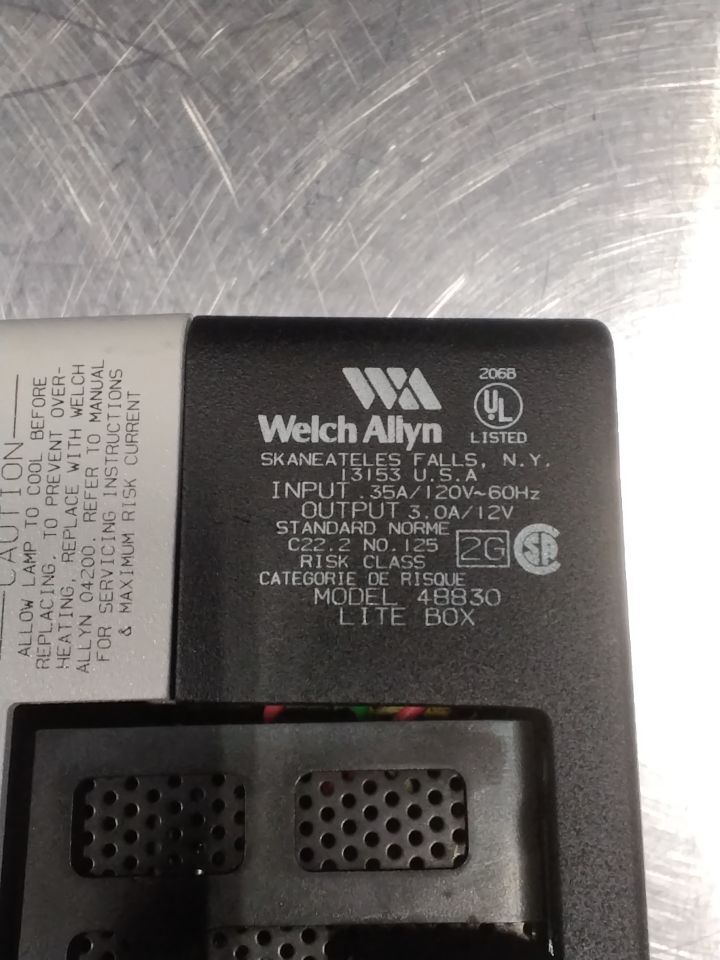 CAUTION
ALLOW LAMP TO COOL BEFORE
REPLACING. TO PREVENT OVER-
HEATING, REPLACE WITH WELCH
ALLYN 04200. REFER TO MANUAL
FOR SERVICING INSTRUCTIONS
& MAXIMUM RISK CURRENT
WA
Welch Allyn
206B
UL
LISTED
SKANEATELES FALLS, N.Y.
13153 U.S.A
INPUT .35A/120V~60Hz
OUTPUT 3.0A/12V
STANDARD NORME
C22.2 NO.125
RISK CLASS
2G
CATEGORIE DE RISQUE
MODEL 48830
LITE BOX